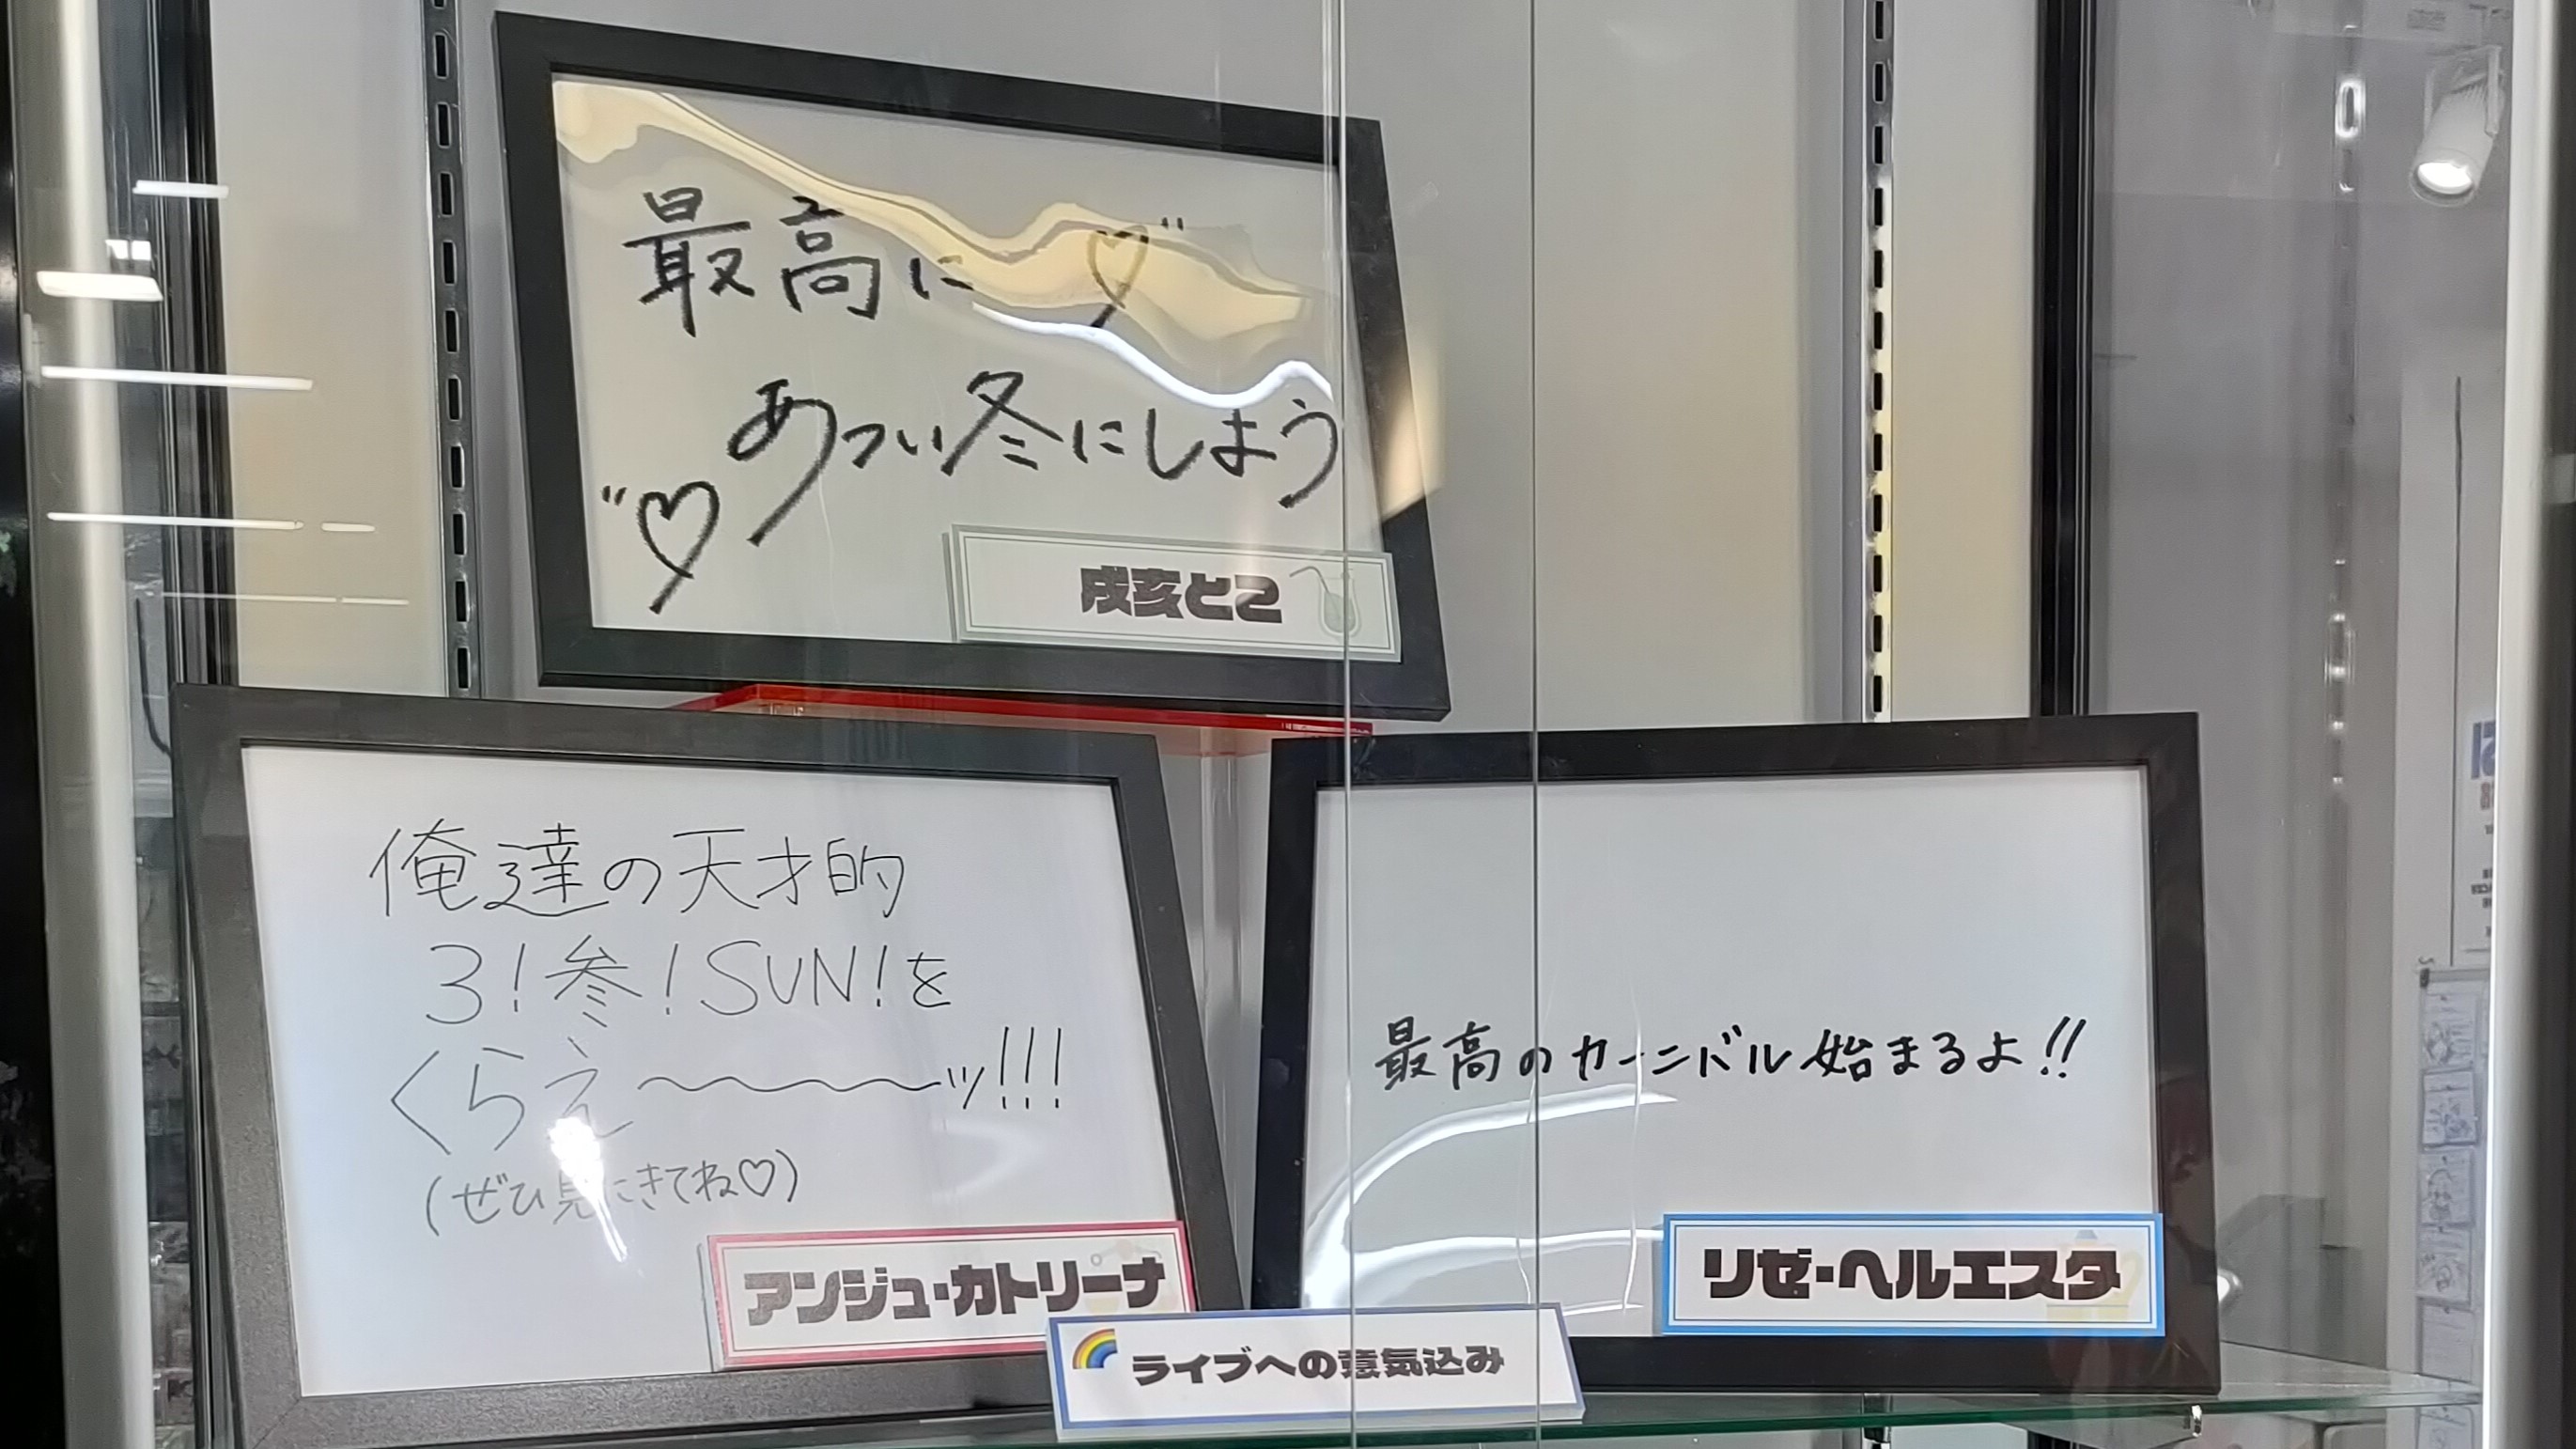 最高に♡
あつい冬にしよう
♡
戌亥とこ
俺達の天才的
3!参!SUN!を
くらえ〜〜〜〜ッ!!!
(ぜひ見にきてね♡)
アンジュ・カトリーナ
最高のカーニバル始まるよ!!
リゼ・ヘルエスタ
ライブへの意気込み